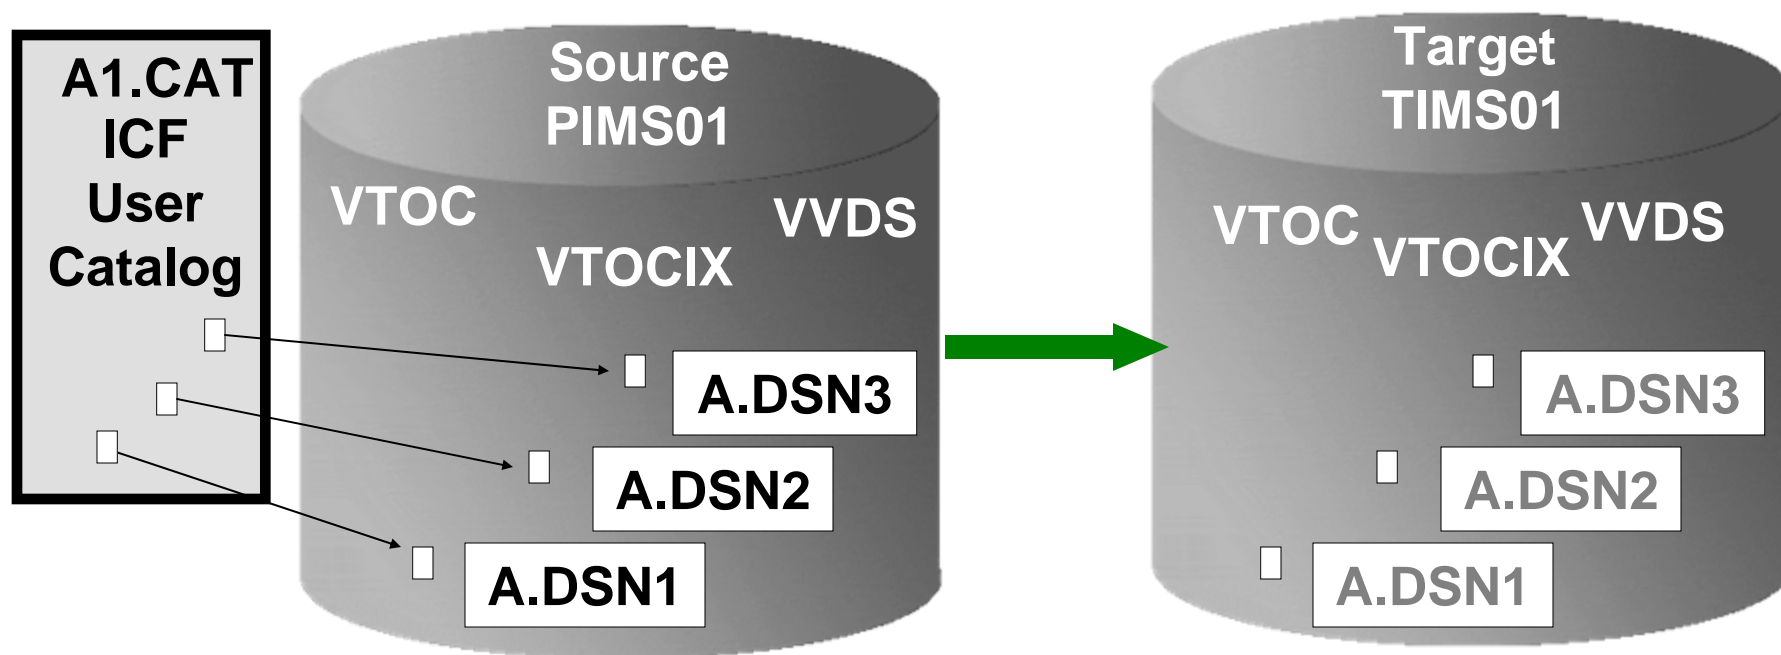 A1.CAT
ICF
User
Catalog
Source
PIMS01
VTOC
VVDS
VTOCIX
A.DSN3
A.DSN2
A.DSN1
Target
TIMS01
VTOC
VVDS
VTOCIX
A.DSN3
A.DSN2
A.DSN1